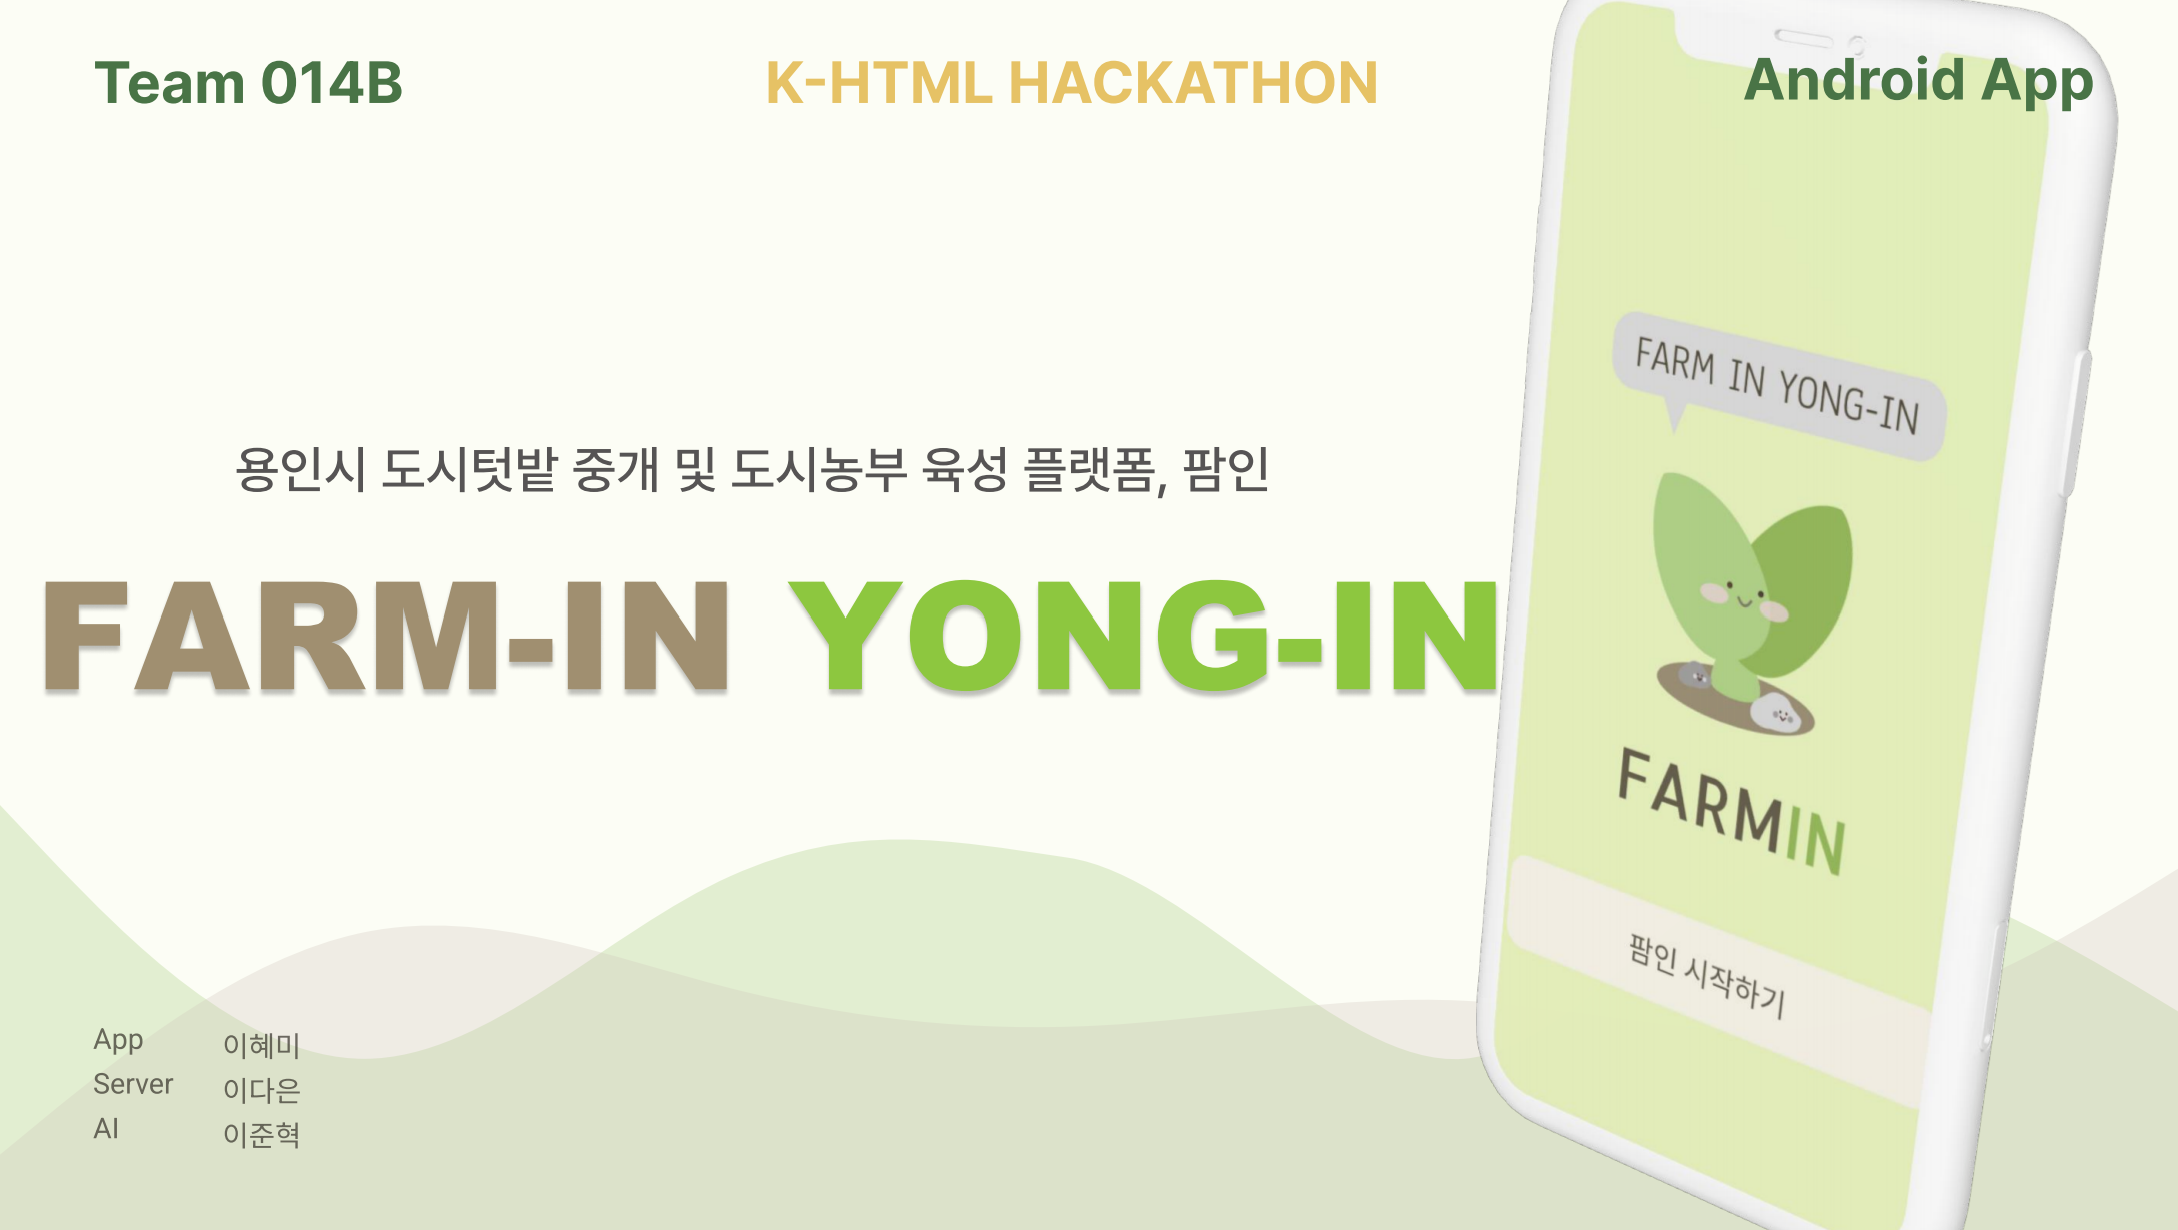 Team 014B
K-HTML HACKATHON
Android App
용인시 도시텃밭 중개 및 도시농부 육성 플랫폼, 팜인
FARM-IN YONG-IN
FARM IN YONG-IN
FARMIN
팜인 시작하기
App 이혜미
Server 이다은
AI 이준혁